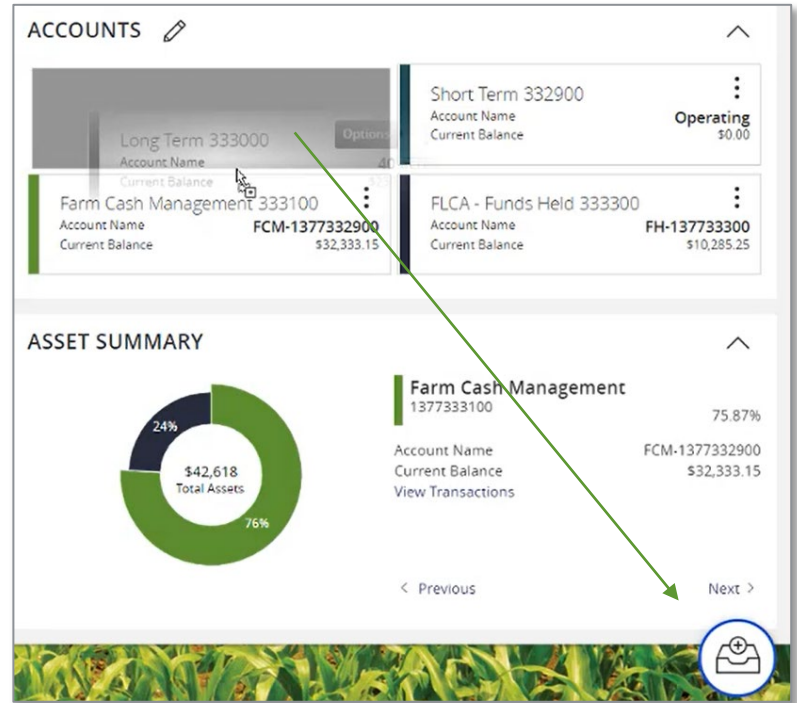 ACCOUNTS
Long Term 333000
Options
Account Name
Current Balance
Short Term 332900
Account Name Operating
Current Balance $0.00
Farm Cash Management 333100
Account Name FCM-1377332900
Current Balance $32,333.15
FLCA - Funds Held 333300
Account Name FH-137733300
Current Balance $10,285.25
ASSET SUMMARY
24%
$42,618
Total Assets
76%
Farm Cash Management
1377333100
75.87%
Account Name FCM-1377332900
Current Balance $32,333.15
View Transactions
< Previous Next >